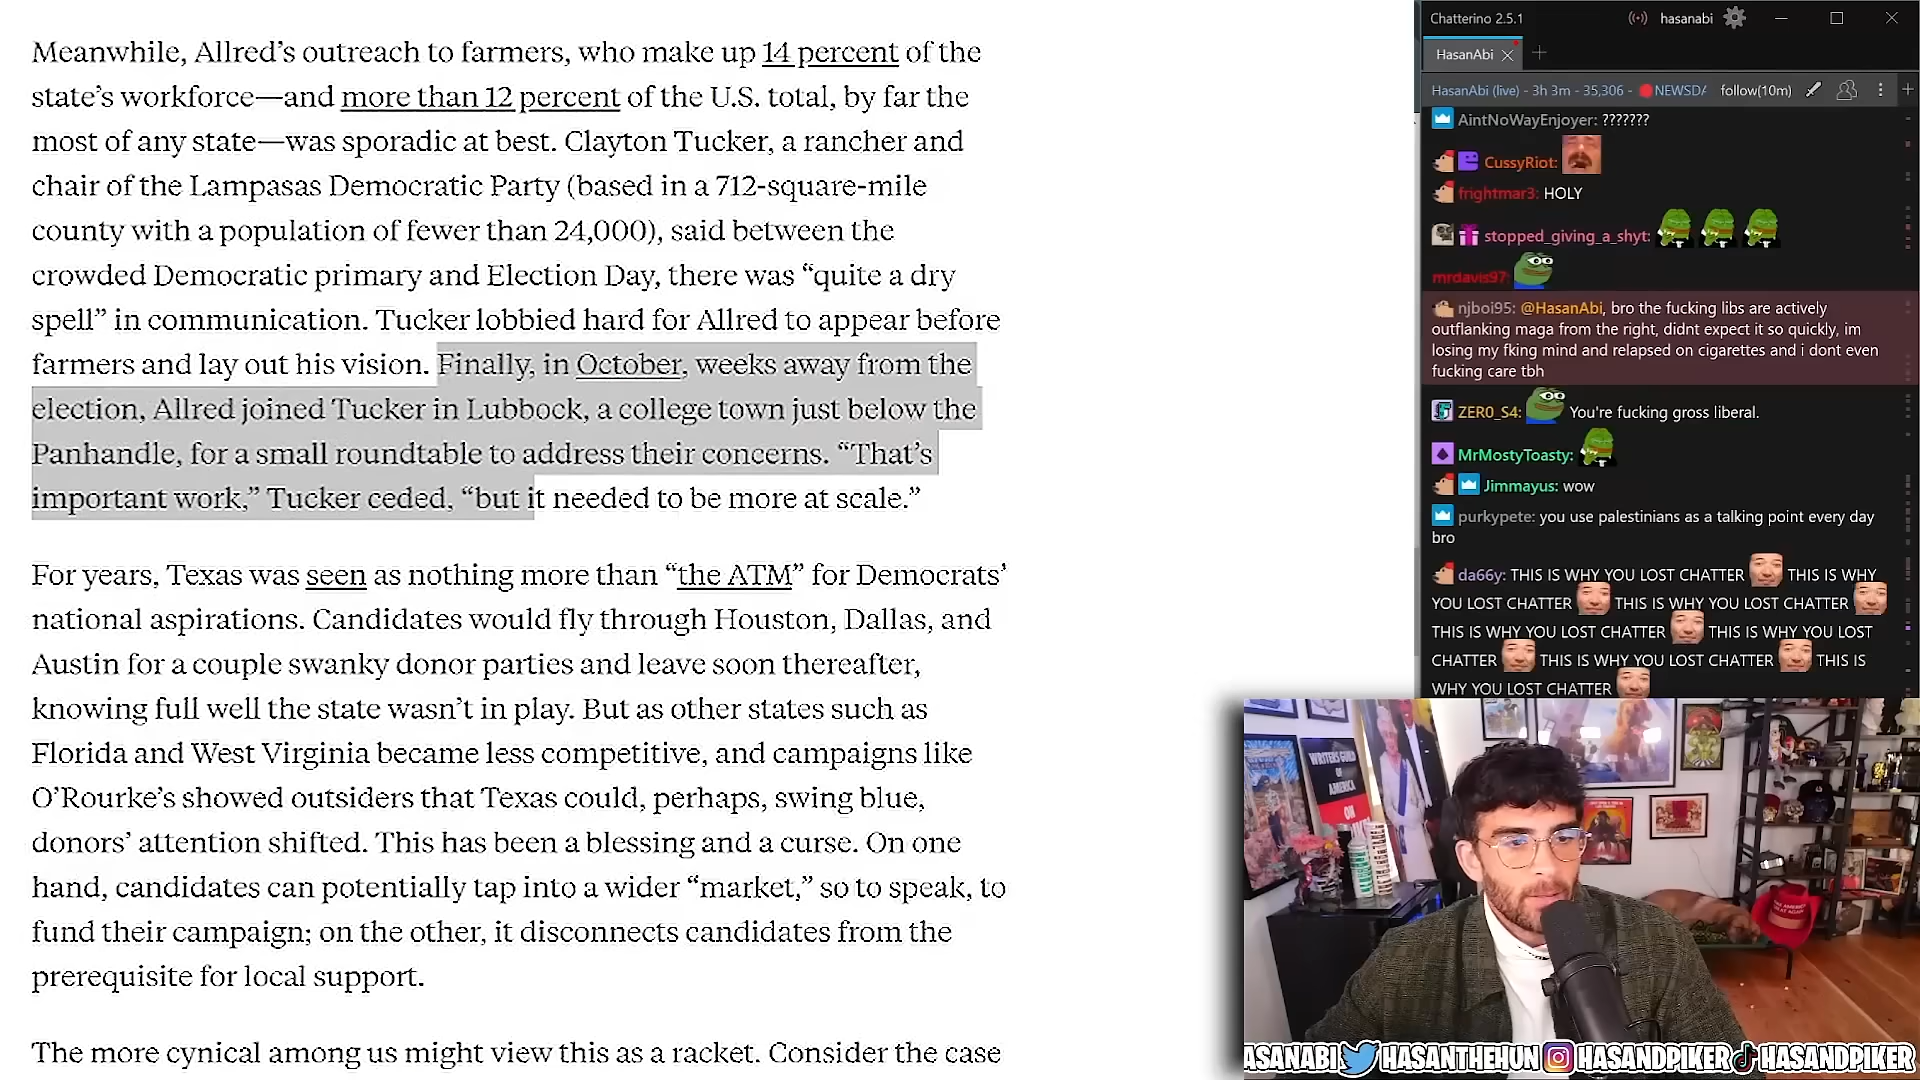 Meanwhile, Allred’s outreach to farmers, who make up 14 percent of the
state’s workforce—and more than 12 percent of the U.S. total, by far the
most of any state—was sporadic at best. Clayton Tucker, a rancher and
chair of the Lampasas Democratic Party (based in a 712-square-mile
county with a population of fewer than 24,000), said between the
crowded Democratic primary and Election Day, there was “quite a dry
spell” in communication. Tucker lobbied hard for Allred to appear before
farmers and lay out his vision. Finally, in October, weeks away from the
election, Allred joined Tucker in Lubbock, a college town just below the
Panhandle, for a small roundtable to address their concerns. “That’s
important work,” Tucker ceded, “but it needed to be more at scale.”
For years, Texas was seen as nothing more than “the ATM” for Democrats’
national aspirations. Candidates would fly through Houston, Dallas, and
Austin for a couple swanky donor parties and leave soon thereafter,
knowing full well the state wasn’t in play. But as other states such as
Florida and West Virginia became less competitive, and campaigns like
O’Rourke’s showed outsiders that Texas could, perhaps, swing blue,
donors’ attention shifted. This has been a blessing and a curse. On one
hand, candidates can potentially tap into a wider “market,” so to speak, to
fund their campaign; on the other, it disconnects candidates from the
prerequisite for local support.
The more cynical among us might view this as a racket. Consider the case
Chatterino 2.5.1
hasanabi
HasanAbi
HasanAbi (live) - 3h 3m - 35,306 - NEWSDA
follow(10m)
AintNoWayEnjoyer: ???????
CussyRiot:
frightmar3: HOLY
stopped_giving_a_shyt:
mrdavis97:
njboi95: @HasanAbi, bro the fucking libs are actively
outflanking maga from the right, didnt expect it so quickly, im
losing my fking mind and relapsed on cigarettes and i dont even
fucking care tbh
ZER0_S4: You're fucking gross liberal.
MrMostyToasty:
Jimmayus: wow
purkypete: you use palestinians as a talking point every day
bro
da66y: THIS IS WHY YOU LOST CHATTER THIS IS WHY
YOU LOST CHATTER THIS IS WHY YOU LOST CHATTER
THIS IS WHY YOU LOST CHATTER THIS IS WHY YOU LOST
CHATTER THIS IS WHY YOU LOST CHATTER THIS IS
WHY YOU LOST CHATTER
WRITERS GUILD
OF
AMERICA
ON
ASANABI HASANTHEHUN HASANDPIKER HASANDPIKER